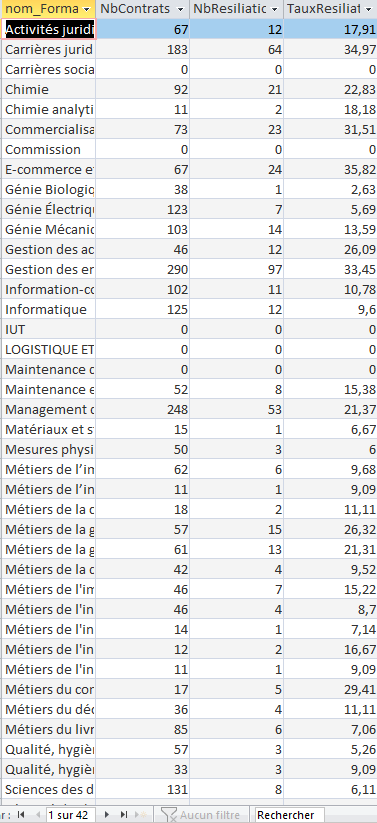 nom_Forma NbContrats NbResiliatic TauxResiliat
Activités juridi 67 12 17,91
Carrières jurid 183 64 34,97
Carrières socia 0 0 0
Chimie 92 21 22,83
Chimie analyti 11 2 18,18
Commercialisa 73 23 31,51
Commission 0 0 0
E-commerce et 67 24 35,82
Génie Biologiq 38 1 2,63
Génie Électriqu 123 7 5,69
Génie Mécanic 103 14 13,59
Gestion des ac 46 12 26,09
Gestion des en 290 97 33,45
Information-co 102 11 10,78
Informatique 125 12 9,6
IUT 0 0 0
LOGISTIQUE ET 0 0 0
Maintenance c 0 0 0
Maintenance e 52 8 15,38
Management c 248 53 21,37
Matériaux et s 15 1 6,67
Mesures physi 50 3 6
Métiers de l’in 62 6 9,68
Métiers de l’in 11 1 9,09
Métiers de la c 18 2 11,11
Métiers de la g 57 15 26,32
Métiers de la g 61 13 21,31
Métiers de la c 42 4 9,52
Métiers de l'im 46 7 15,22
Métiers de l'in 46 4 8,7
Métiers de l'in 14 1 7,14
Métiers de l'in 12 2 16,67
Métiers de l'in 11 1 9,09
Métiers du con 17 5 29,41
Métiers du déc 36 4 11,11
Métiers du livr 85 6 7,06
Qualité, hygièn 57 3 5,26
Qualité, hygièn 33 3 9,09
Sciences des d 131 8 6,11
ar : 1 sur 42 Aucun filtre Rechercher